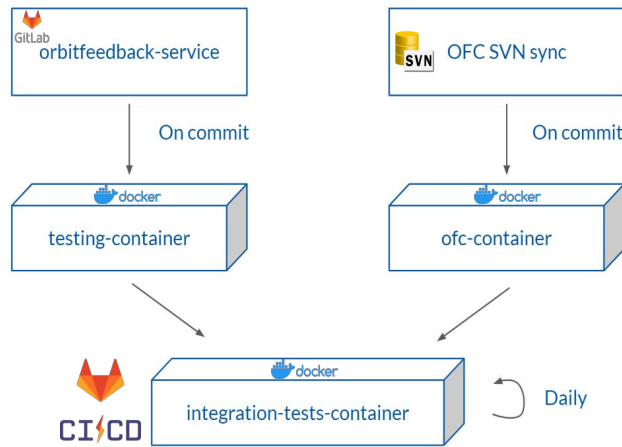 GitLab
orbitfeedback-service
SVN
OFC SVN sync
On commit
On commit
docker
testing-container
docker
ofc-container
docker
integration-tests-container
CI CD
Daily